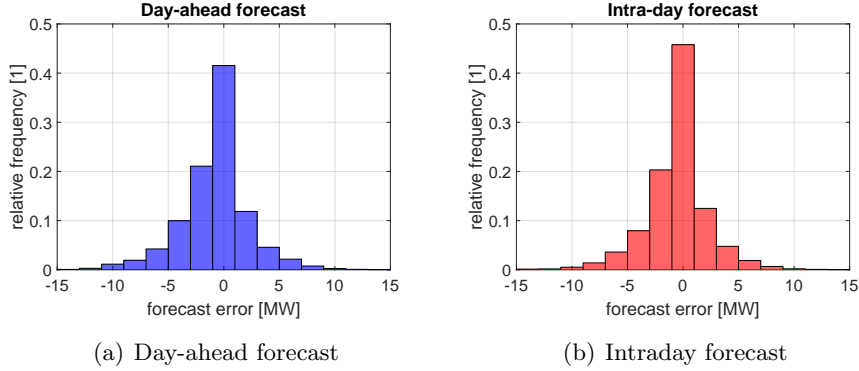 Day-ahead forecast
0.5
0.4
0.3
0.2
0.1
0
relative frequency [1]
-15 -10 -5 0 5 10 15
forecast error [MW]
(a) Day-ahead forecast
Intra-day forecast
0.5
0.4
0.3
0.2
0.1
0
relative frequency [1]
-15 -10 -5 0 5 10 15
forecast error [MW]
(b) Intraday forecast